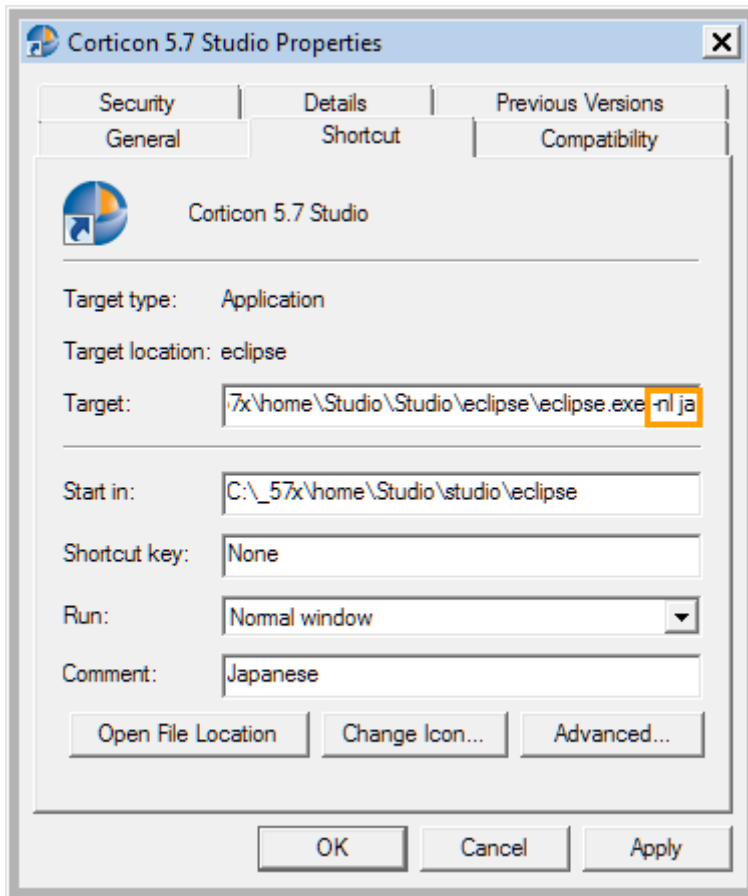 Corticon 5.7 Studio Properties
Security Details Previous Versions
General Shortcut Compatibility
Corticon 5.7 Studio
Target type: Application
Target location: eclipse
Target: 7x\home\Studio\Studio\eclipse\eclipse.exe -nl ja
Start in: C:\_57x\home\Studio\studio\eclipse
Shortcut key: None
Run: Normal window
Comment: Japanese
Open File Location Change Icon... Advanced...
OK Cancel Apply